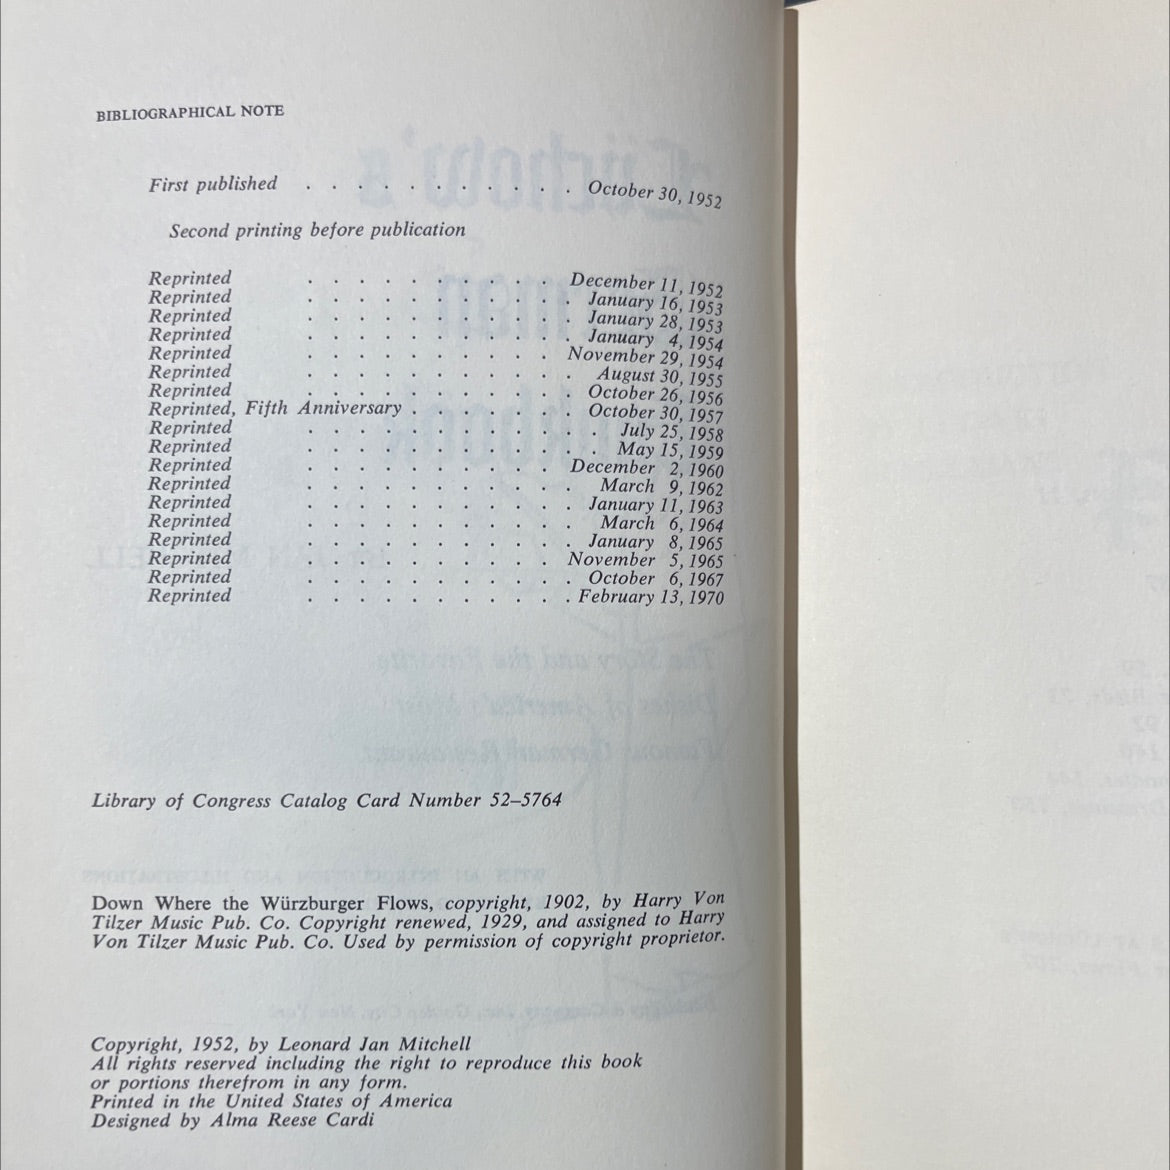 BIBLIOGRAPHICAL NOTE
First published . . . . . . . . . . . October 30, 1952
Second printing before publication
Reprinted . . . . . . . . . . December 11, 1952
Reprinted . . . . . . . . . . . January 16, 1953
Reprinted . . . . . . . . . . . January 28, 1953
Reprinted . . . . . . . . . . . January 4, 1954
Reprinted . . . . . . . . . . November 29, 1954
Reprinted . . . . . . . . . . . August 30, 1955
Reprinted . . . . . . . . . . . October 26, 1956
Reprinted, Fifth Anniversary . . . . . . . October 30, 1957
Reprinted . . . . . . . . . . . . July 25, 1958
Reprinted . . . . . . . . . . . . May 15, 1959
Reprinted . . . . . . . . . . December 2, 1960
Reprinted . . . . . . . . . . . March 9, 1962
Reprinted . . . . . . . . . . . January 11, 1963
Reprinted . . . . . . . . . . . March 6, 1964
Reprinted . . . . . . . . . . . January 8, 1965
Reprinted . . . . . . . . . . November 5, 1965
Reprinted . . . . . . . . . . . October 6, 1967
Reprinted . . . . . . . . . . . February 13, 1970
Library of Congress Catalog Card Number 52–5764
Down Where the Würzburger Flows, copyright, 1902, by Harry Von
Tilzer Music Pub. Co. Copyright renewed, 1929, and assigned to Harry
Von Tilzer Music Pub. Co. Used by permission of copyright proprietor.
Copyright, 1952, by Leonard Jan Mitchell
All rights reserved including the right to reproduce this book
or portions therefrom in any form.
Printed in the United States of America
Designed by Alma Reese Cardi